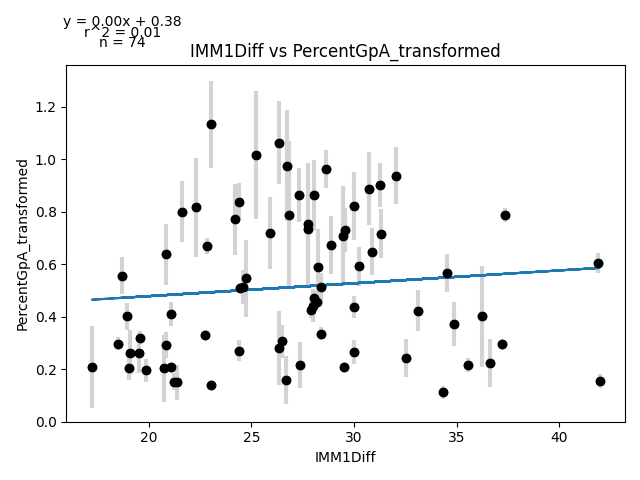 y = 0.00x + 0.38
r^2 = 0.01
n = 74
IMM1Diff vs PercentGpA_transformed
PercentGpA_transformed
1.2
1.0
0.8
0.6
0.4
0.2
0.0
20 25 30 35 40
IMM1Diff